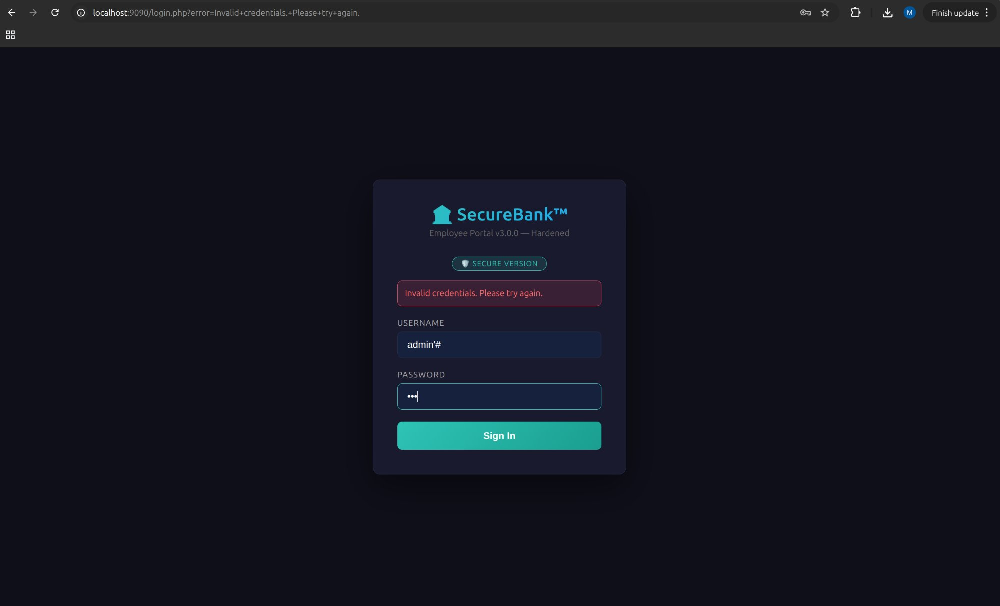 localhost:9090/login.php?error=Invalid+credentials.+Please+try+again.
M
Finish update
SecureBank™
Employee Portal v3.0.0 — Hardened
SECURE VERSION
Invalid credentials. Please try again.
USERNAME
admin'#
PASSWORD
•••
Sign In